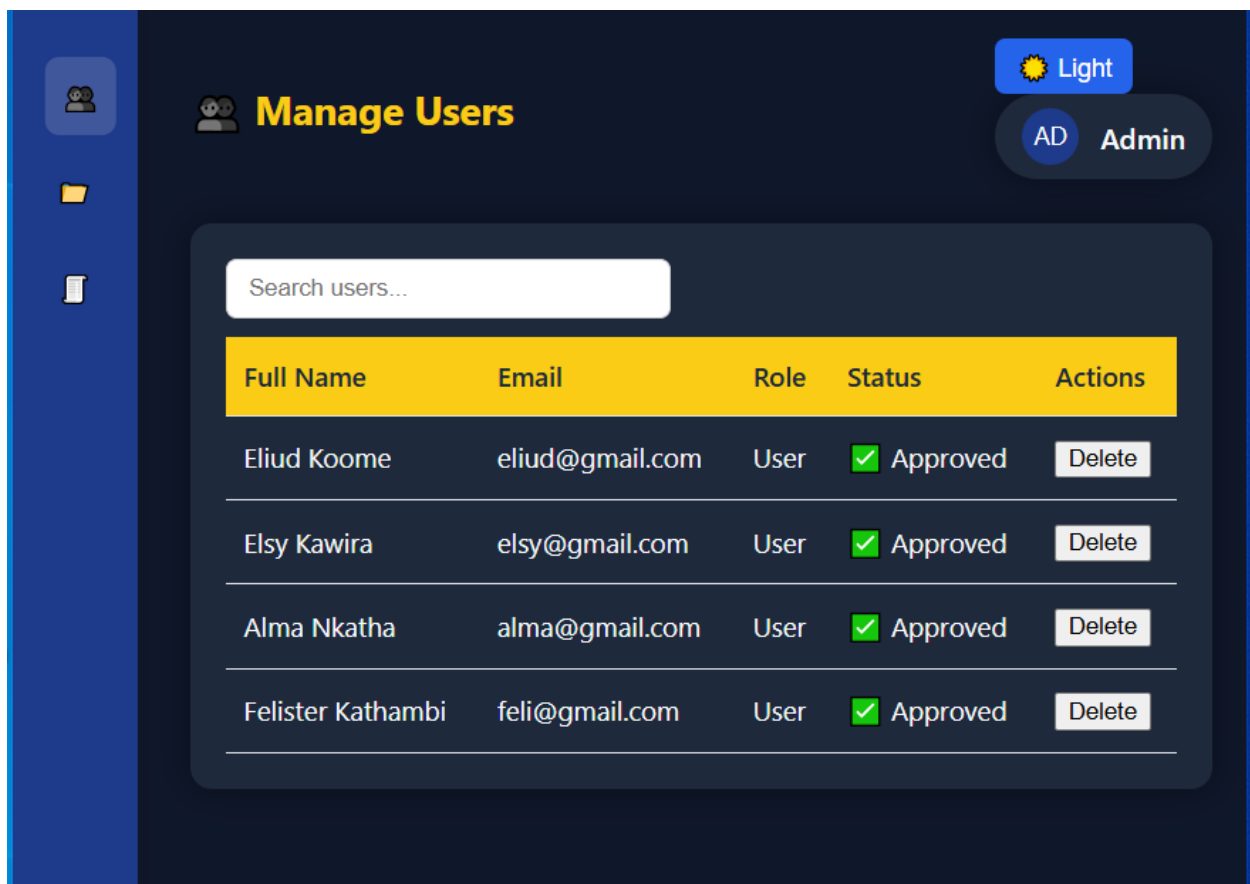 Light
Manage Users
AD Admin
Search users...
Full Name Email Role Status Actions
Eliud Koome eliud@gmail.com User Approved Delete
Elsy Kawira elsy@gmail.com User Approved Delete
Alma Nkatha alma@gmail.com User Approved Delete
Felister Kathambi feli@gmail.com User Approved Delete